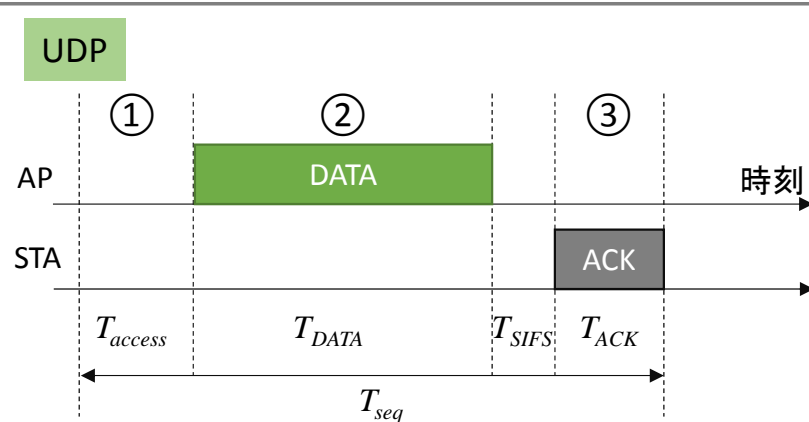 UDP
① ② ③
AP DATA 時刻
STA ACK
T_access T_DATA T_SIFS T_ACK
T_seq